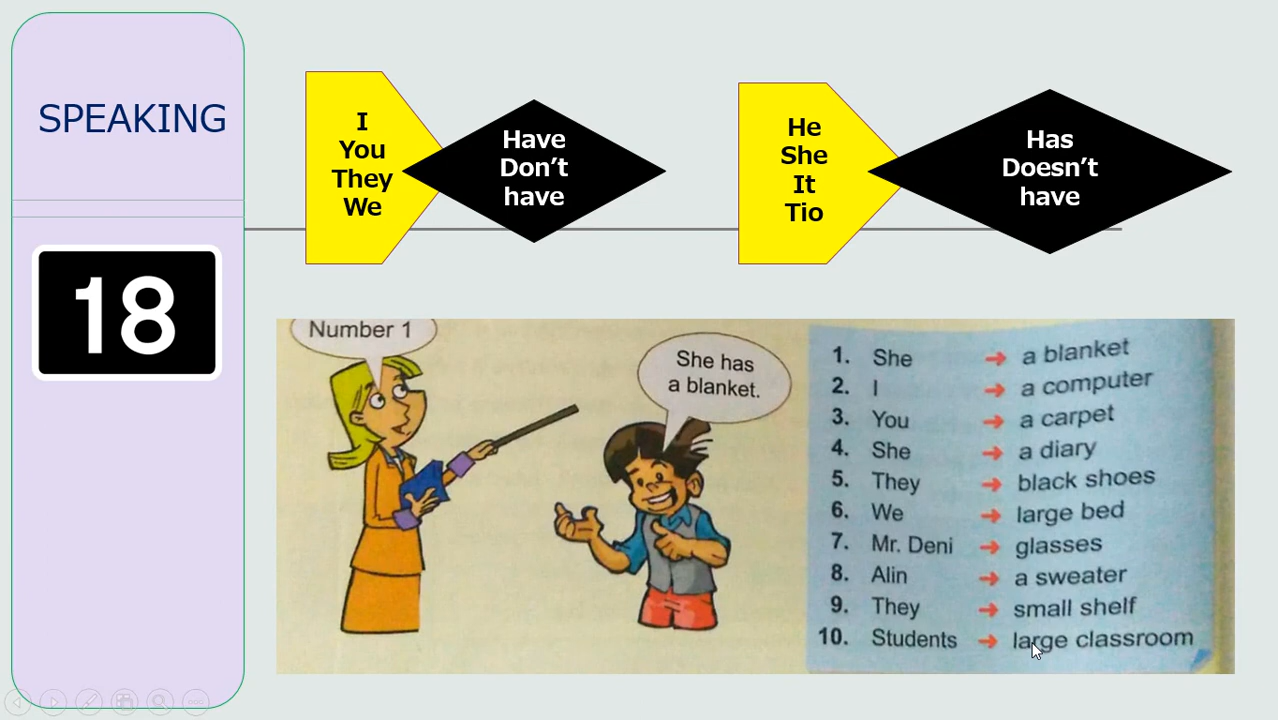 SPEAKING
18
I
You
They
We
Have
Don’t
have
He
She
It
Tio
Has
Doesn’t
have
Number 1
She has
a blanket.
1. She → a blanket
2. I → a computer
3. You → a carpet
4. She → a diary
5. They → black shoes
6. We → large bed
7. Mr. Deni → glasses
8. Alin → a sweater
9. They → small shelf
10. Students → large classroom